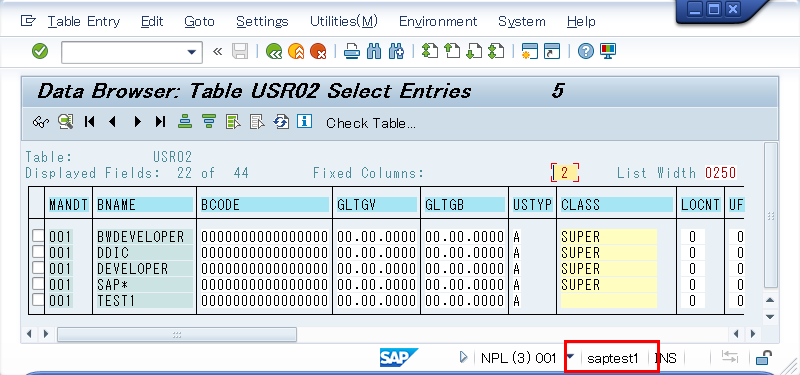 Table Entry Edit Goto Settings Utilities(M) Environment System Help
Data Browser: Table USR02 Select Entries 5
Check Table...
Table: USR02
Displayed Fields: 22 of 44 Fixed Columns: 2 List Width 0250
MANDT BNAME BCODE GLTGV GLTGB USTYP CLASS LOCNT UF
001 BWDEVELOPER 0000000000000000 00.00.0000 00.00.0000 A SUPER 0 0
001 DDIC 0000000000000000 00.00.0000 00.00.0000 A SUPER 0 0
001 DEVELOPER 0000000000000000 00.00.0000 00.00.0000 A SUPER 0 0
001 SAP* 0000000000000000 00.00.0000 00.00.0000 A SUPER 0 0
001 TEST1 0000000000000000 00.00.0000 00.00.0000 A 0 0
SAP NPL (3) 001 saptest1 INS